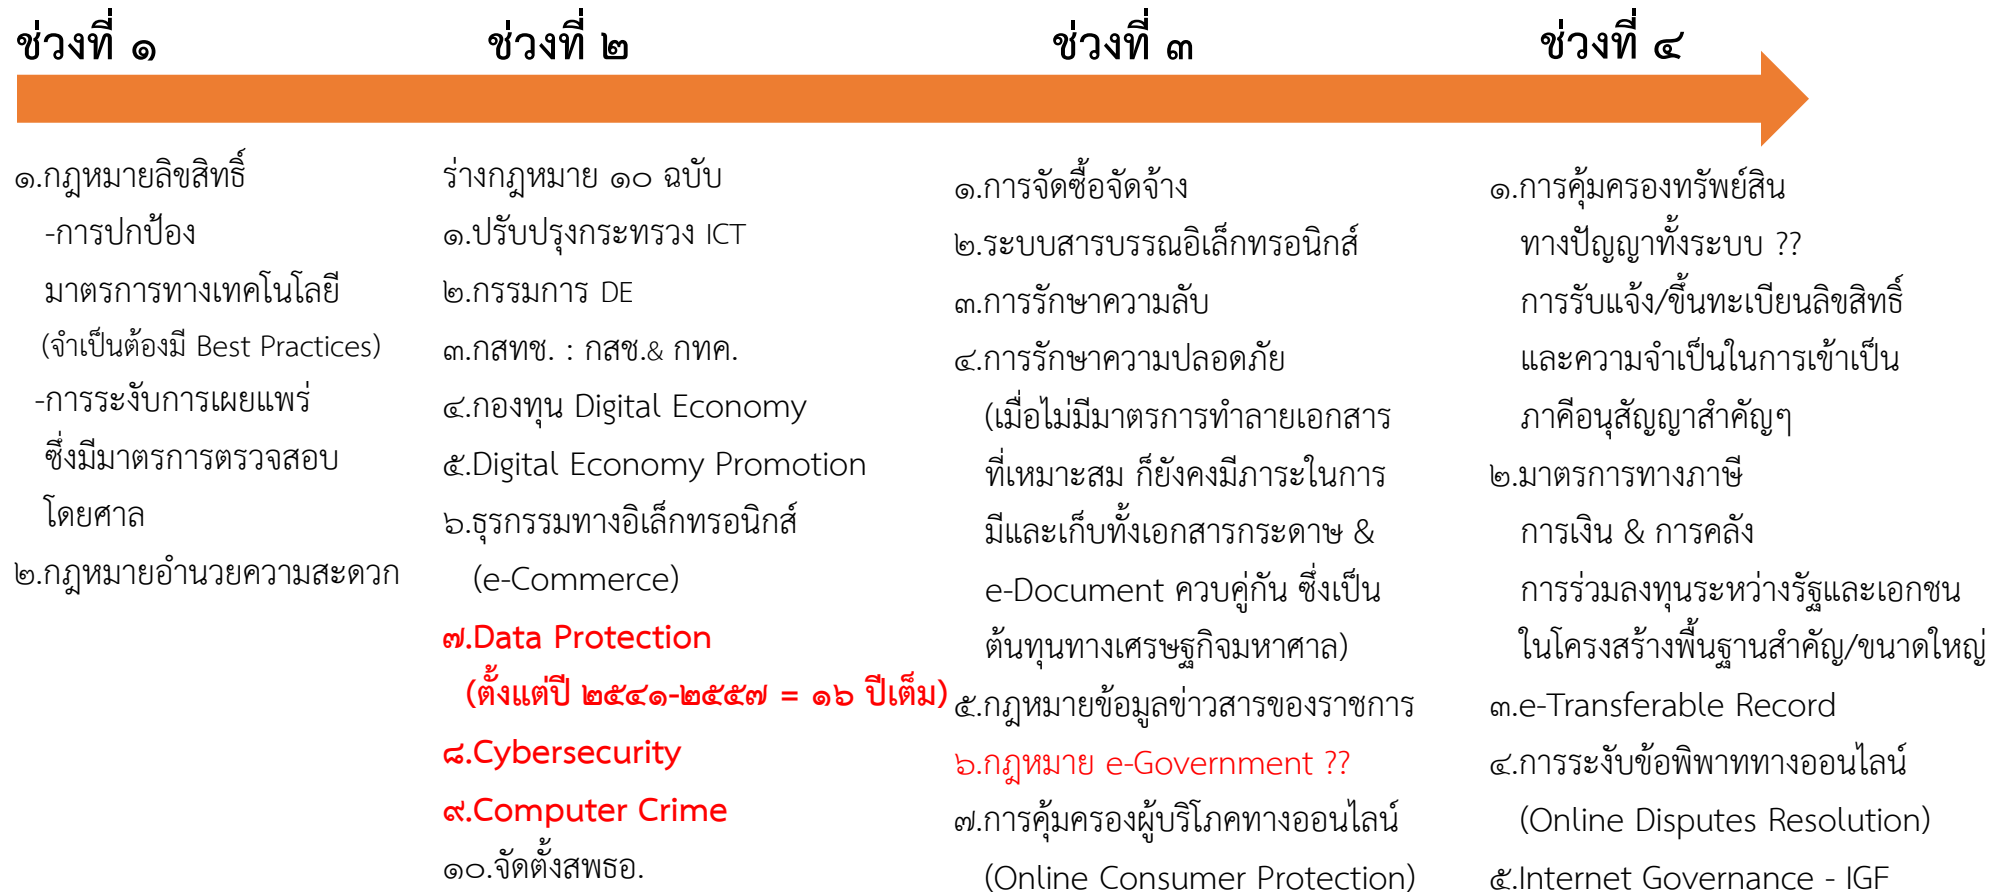 ช่วงที่ ๑
ช่วงที่ ๒
ช่วงที่ ๓
ช่วงที่ ๔
๑.กฎหมายลิขสิทธิ์
-การปกป้อง
มาตรการทางเทคโนโลยี
(จำเป็นต้องมี Best Practices)
-การระงับการเผยแพร่
ซึ่งมีมาตรการตรวจสอบ
โดยศาล
๒.กฎหมายอำนวยความสะดวก
ร่างกฎหมาย ๑๐ ฉบับ
๑.ปรับปรุงกระทรวง ICT
๒.กรรมการ DE
๓.กสทช. : กสช.& กทค.
๔.กองทุน Digital Economy
๕.Digital Economy Promotion
๖.ธุรกรรมทางอิเล็กทรอนิกส์
(e-Commerce)
๗.Data Protection
(ตั้งแต่ปี ๒๕๔๑-๒๕๕๗ = ๑๖ ปีเต็ม)
๘.Cybersecurity
๙.Computer Crime
๑๐.จัดตั้งสพธอ.
๑.การจัดซื้อจัดจ้าง
๒.ระบบสารบรรณอิเล็กทรอนิกส์
๓.การรักษาความลับ
๔.การรักษาความปลอดภัย
(เมื่อไม่มีมาตรการทำลายเอกสาร
ที่เหมาะสม ก็ยังคงมีภาระในการ
มีและเก็บทั้งเอกสารกระดาษ &
e-Document ควบคู่กัน ซึ่งเป็น
ต้นทุนทางเศรษฐกิจมหาศาล)
๕.กฎหมายข้อมูลข่าวสารของราชการ
๖.กฎหมาย e-Government ??
๗.การคุ้มครองผู้บริโภคทางออนไลน์
(Online Consumer Protection)
๑.การคุ้มครองทรัพย์สิน
ทางปัญญาทั้งระบบ ??
การรับแจ้ง/ขึ้นทะเบียนลิขสิทธิ์
และความจำเป็นในการเข้าเป็น
ภาคีอนุสัญญาสำคัญๆ
๒.มาตรการทางภาษี
การเงิน & การคลัง
การร่วมลงทุนระหว่างรัฐและเอกชน
ในโครงสร้างพื้นฐานสำคัญ/ขนาดใหญ่
๓.e-Transferable Record
๔.การระงับข้อพิพาททางออนไลน์
(Online Disputes Resolution)
๕.Internet Governance - IGF